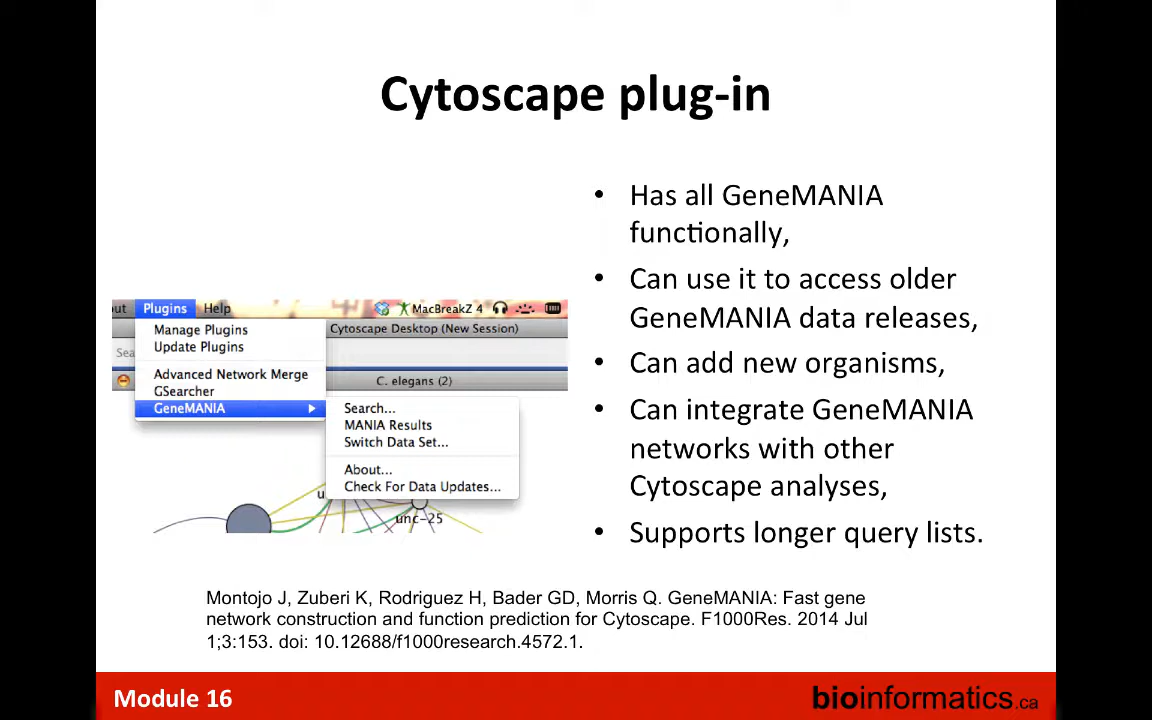 Cytoscape plug-in
• Has all GeneMANIA
functionally,
• Can use it to access older
GeneMANIA data releases,
• Can add new organisms,
• Can integrate GeneMANIA
networks with other
Cytoscape analyses,
• Supports longer query lists.
out Plugins Help MacBreakZ 4
Manage Plugins
Cytoscape Desktop (New Session)
Update Plugins
Sea
Advanced Network Merge
C. elegans (2)
GSearcher
GeneMANIA
Search...
MANIA Results
Switch Data Set...
About...
Check For Data Updates...
unc-25
Montojo J, Zuberi K, Rodriguez H, Bader GD, Morris Q. GeneMANIA: Fast gene
network construction and function prediction for Cytoscape. F1000Res. 2014 Jul
1;3:153. doi: 10.12688/f1000research.4572.1.
Module 16
bioinformatics.ca